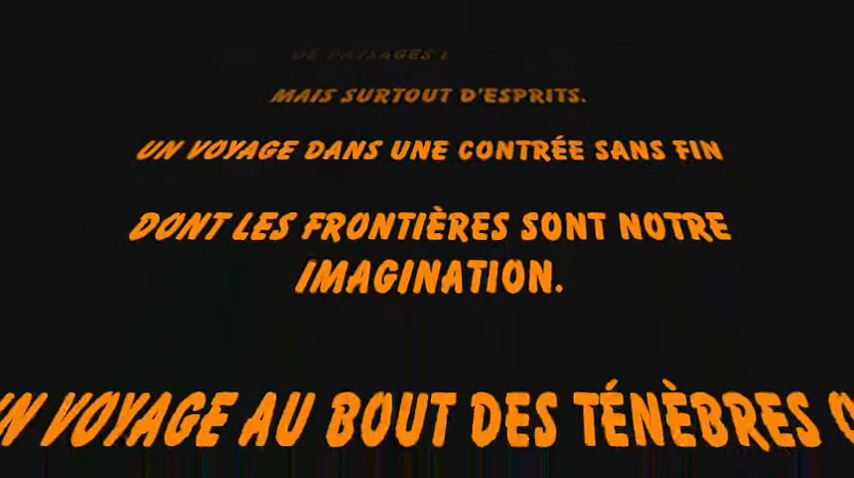 DE PAYSAGES
MAIS SURTOUT D'ESPRITS.
UN VOYAGE DANS UNE CONTRÉE SANS FIN
DONT LES FRONTIÈRES SONT NOTRE
IMAGINATION.
UN VOYAGE AU BOUT DES TÉNÈBRES